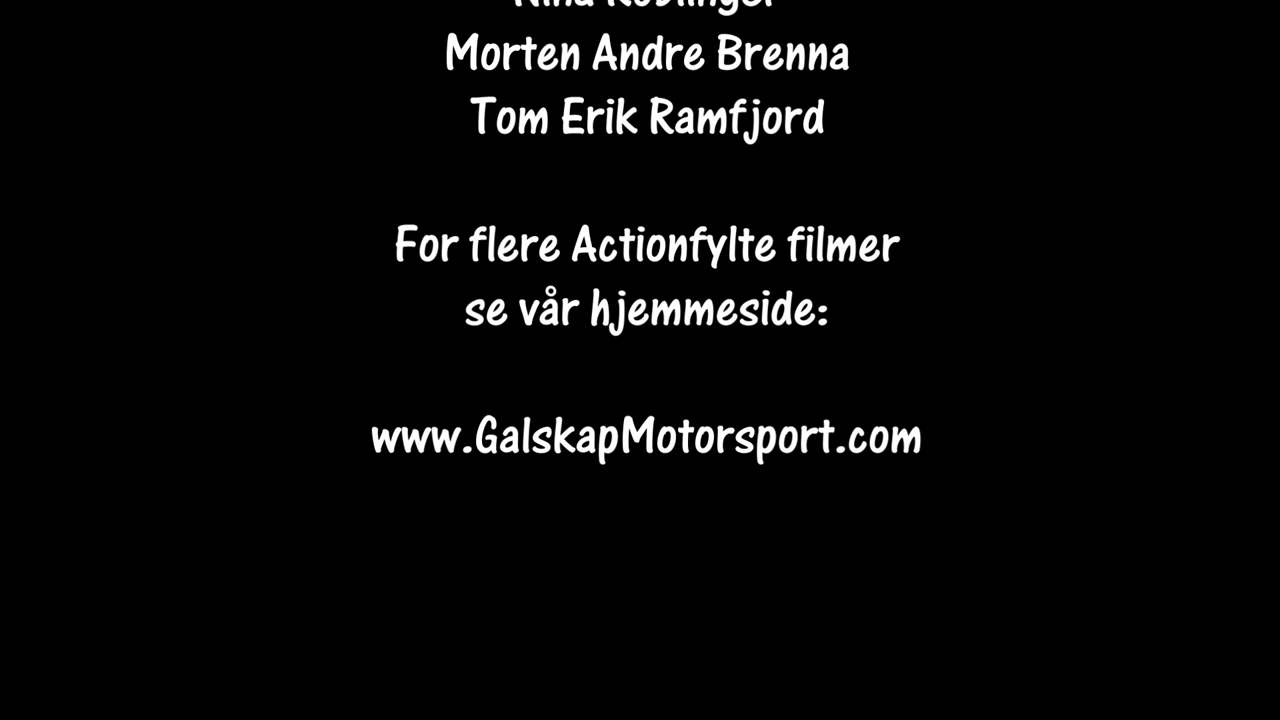 Morten Andre Brenna
Tom Erik Ramfjord
For flere Actionfylte filmer
se vår hjemmeside:
www.GalskapMotorsport.com